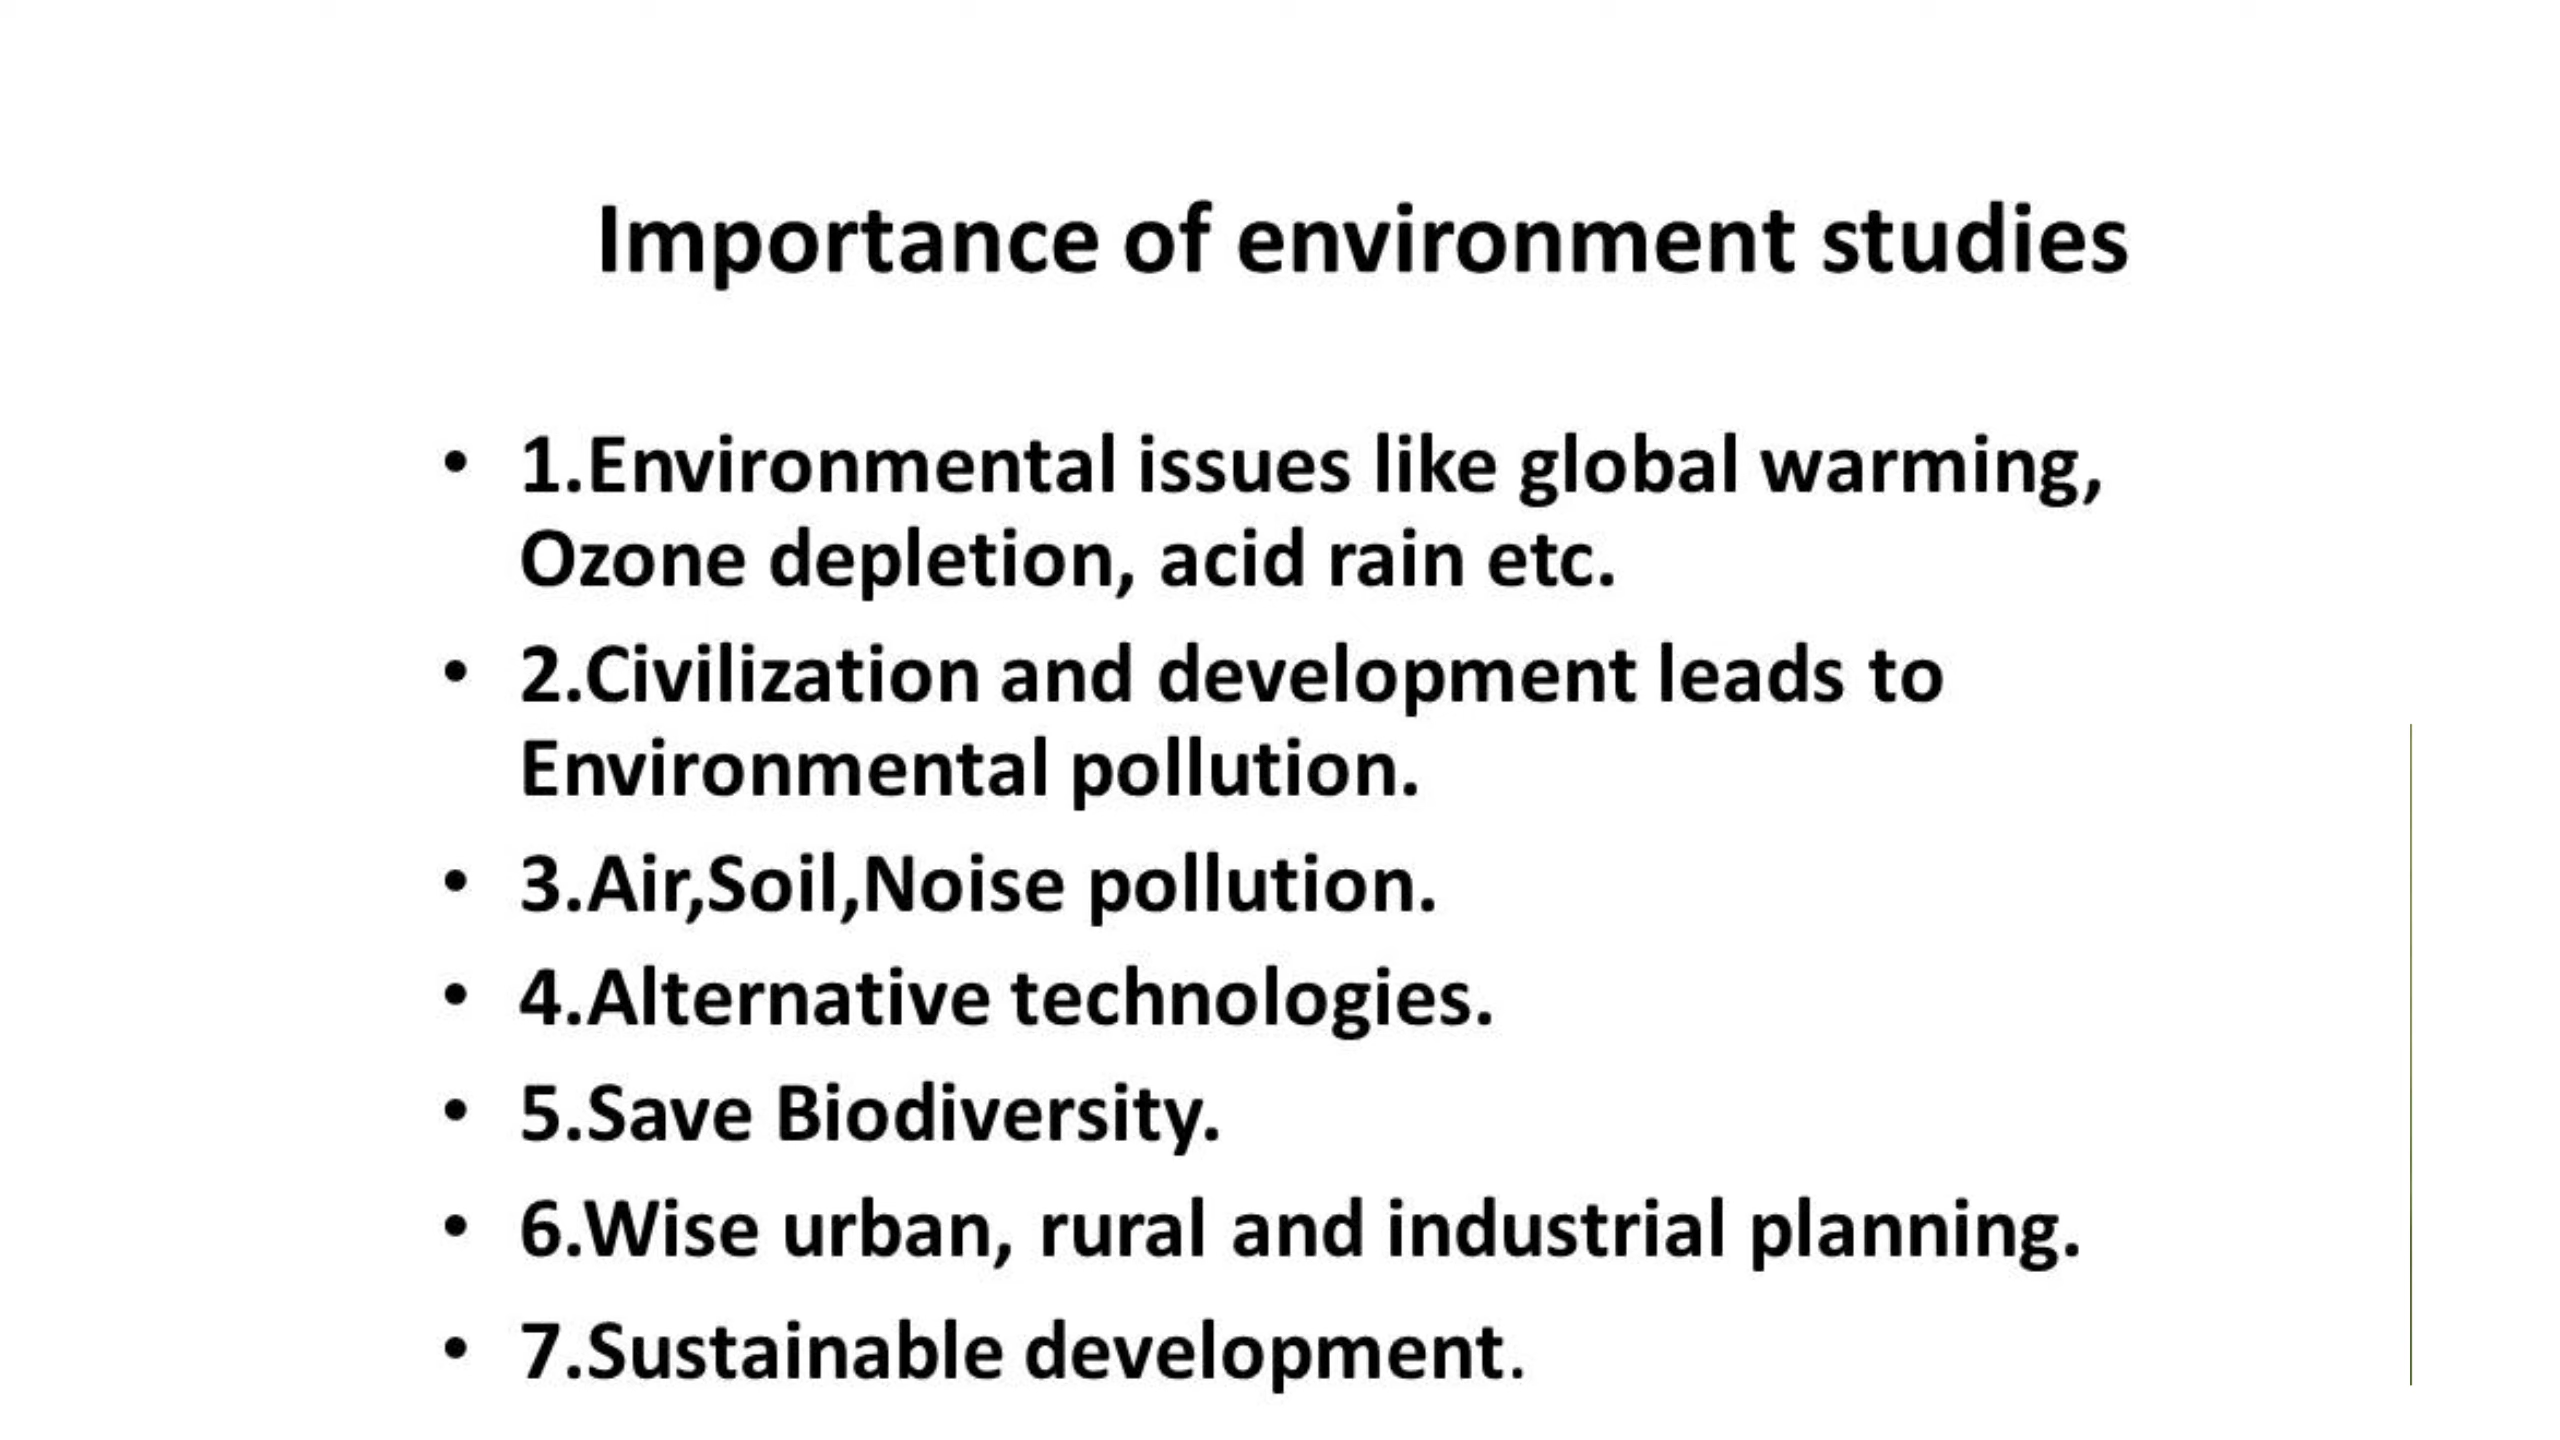 Importance of environment studies
• 1.Environmental issues like global warming,
Ozone depletion, acid rain etc.
• 2.Civilization and development leads to
Environmental pollution.
• 3.Air,Soil,Noise pollution.
• 4.Alternative technologies.
• 5.Save Biodiversity.
• 6.Wise urban, rural and industrial planning.
• 7.Sustainable development.